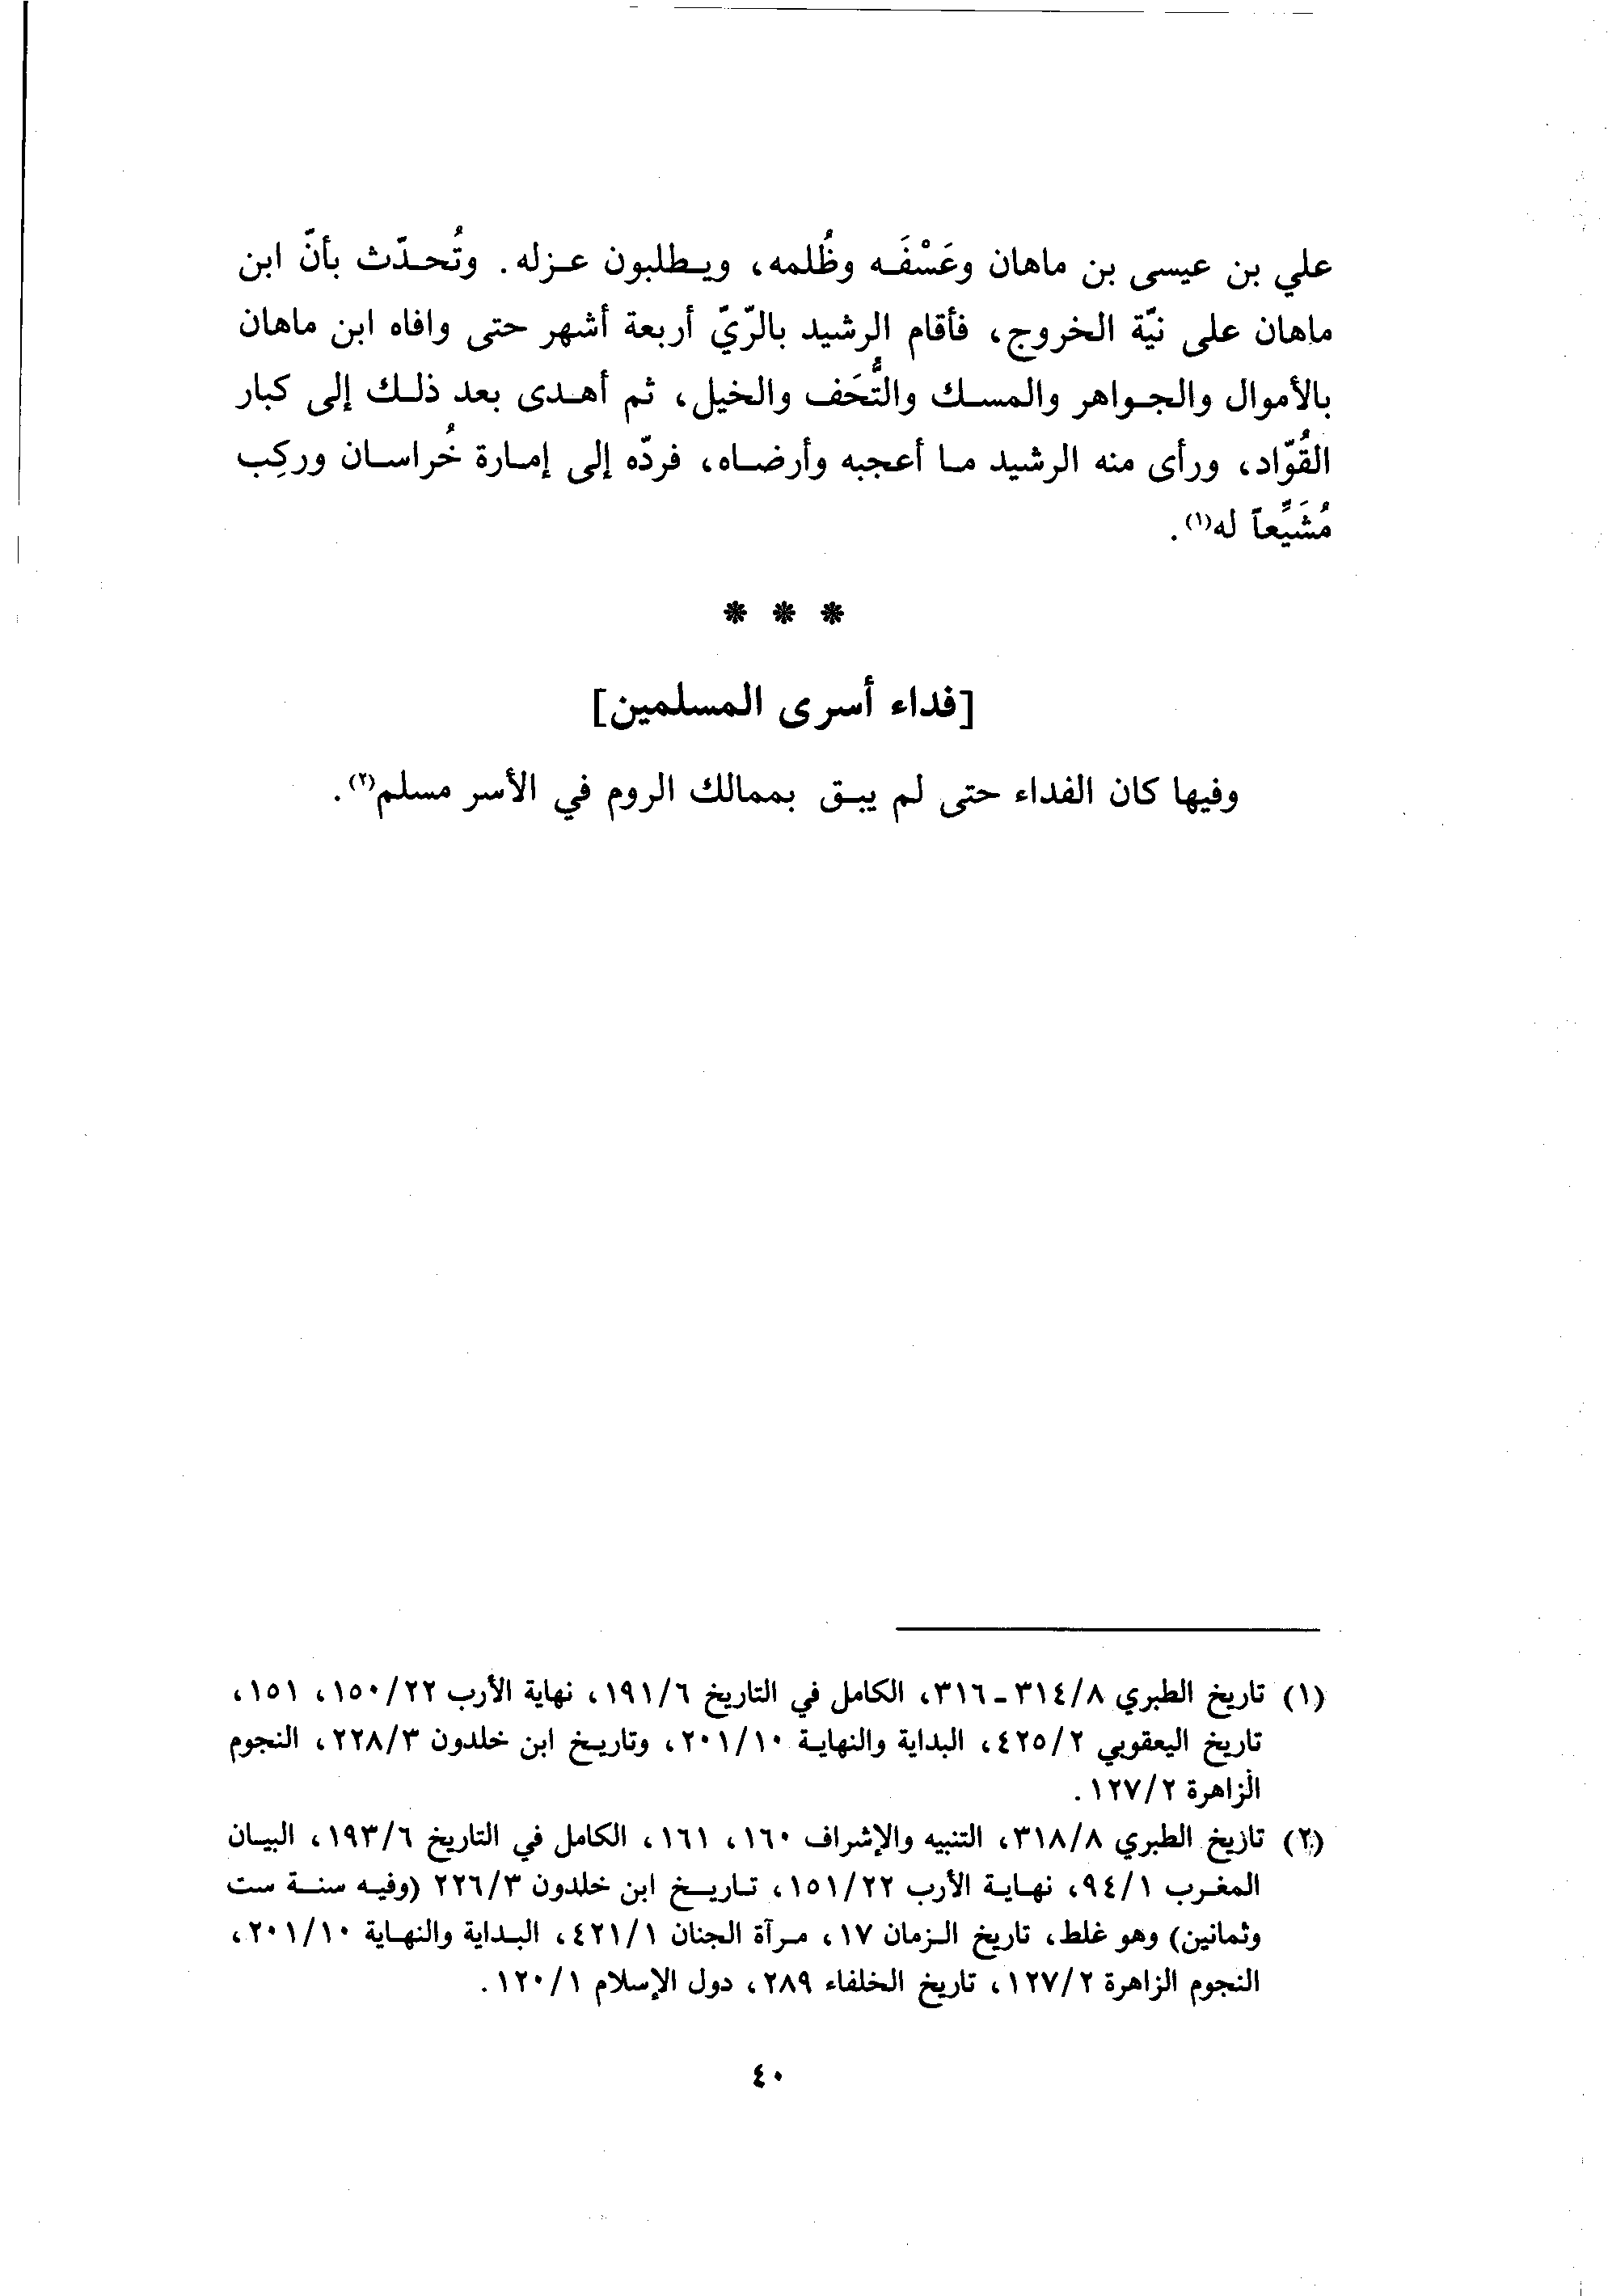 علي بن عيسى بن ماهان وعَسْفَه وظُلمه، ويطلبون عزله. وتُحدّث بأنّ ابن
ماهان على نيّة الخروج، فأقام الرشيد بالرّيّ أربعة أشهر حتى وافاه ابن ماهان
بالأموال والجواهر والمسك والتُّحَف والخيل، ثم أهدى بعد ذلك إلى كبار
القُوّاد، ورأى منه الرشيد ما أعجبه وأرضاه، فردّه إلى إمارة خُراسان وركِب
مُشَيِّعاً له(١).
* * *
[فداء أسرى المسلمين]
وفيها كان الفداء حتى لم يبق بممالك الروم في الأسر مسلم(٢).
(١) تاريخ الطبري ٣١٤/٨ - ٣١٦، الكامل في التاريخ ١٩١/٦، نهاية الأرب ١٥٠/٢٢، ١٥١،
تاريخ اليعقوبي ٤٢٥/٢، البداية والنهاية ٢٠١/١٠، وتاريخ ابن خلدون ٢٢٨/٣، النجوم
الزاهرة ١٢٧/٢.
(٢) تاريخ الطبري ٣١٨/٨، التنبيه والإشراف ١٦٠، ١٦١، الكامل في التاريخ ١٩٣/٦، البيان
المغرب ٩٤/١، نهاية الأرب ١٥١/٢٢، تاريخ ابن خلدون ٢٢٦/٣ (وفيه سنة ست
وثمانين) وهو غلط، تاريخ الزمان ١٧، مرآة الجنان ٤٢١/١، البداية والنهاية ٢٠١/١٠،
النجوم الزاهرة ١٢٧/٢، تاريخ الخلفاء ٢٨٩، دول الإسلام ١٢٠/١.
٤٠